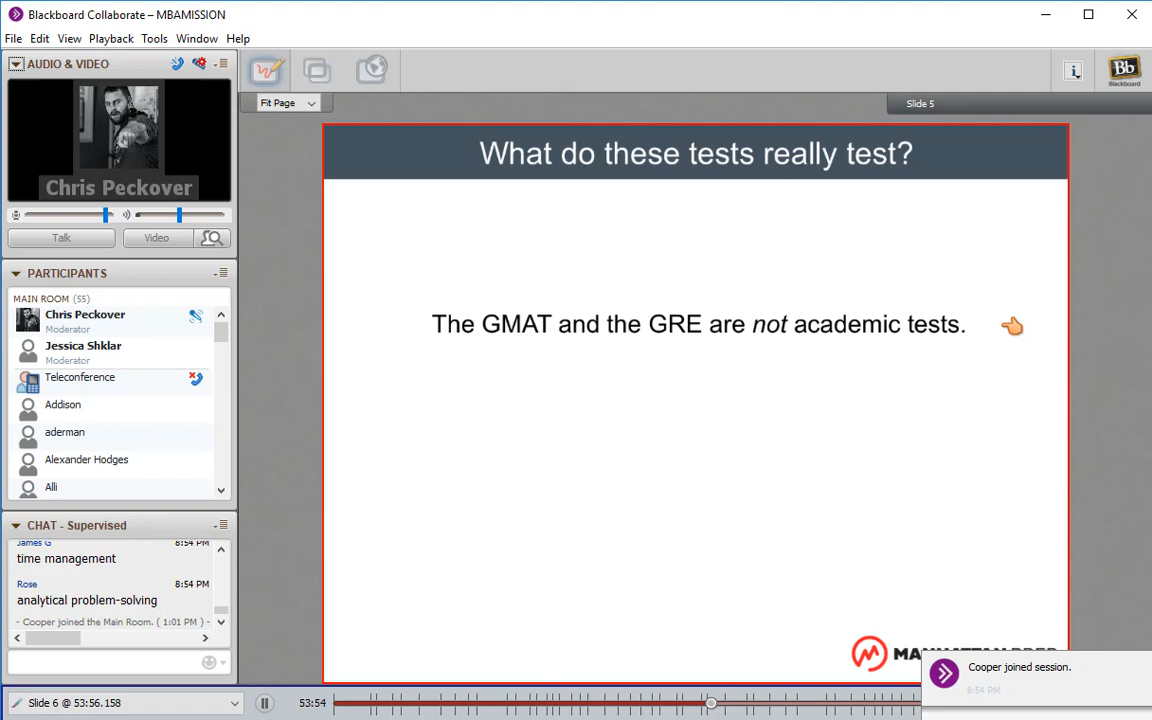 Blackboard Collaborate – MBAMISSION
File Edit View Playback Tools Window Help
AUDIO & VIDEO
Chris Peckover
Talk Video
PARTICIPANTS
MAIN ROOM (55)
Chris Peckover
Moderator
Jessica Shklar
Moderator
Teleconference
Addison
aderman
Alexander Hodges
Alli
CHAT - Supervised
James G 8:54 PM
time management
Rose 8:54 PM
analytical problem-solving
- Cooper joined the Main Room. ( 1:01 PM ) -
Fit Page
Bb
Blackboard
Slide 5
What do these tests really test?
The GMAT and the GRE are not academic tests.
Cooper joined session.
8:54 PM
Slide 6 @ 53:56.158
53:54